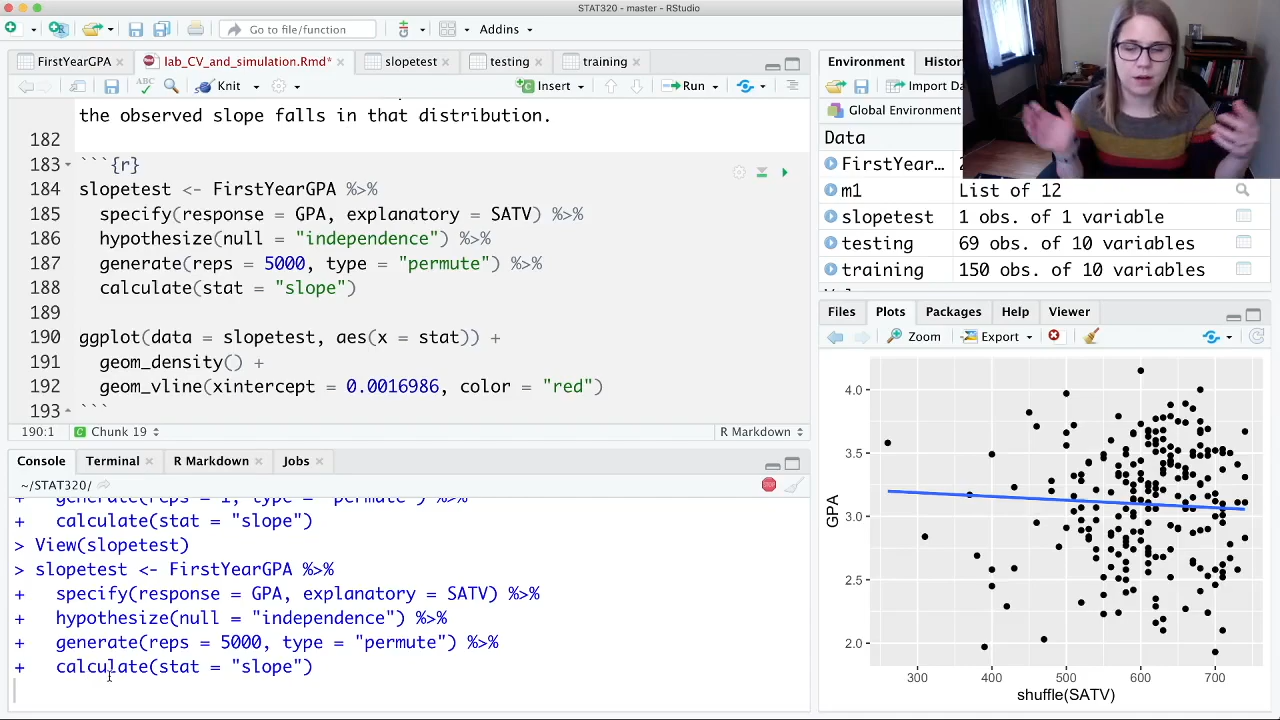 STAT320 - master - RStudio
Go to file/function
Addins
FirstYearGPA
lab_CV_and_simulation.Rmd*
slopetest
testing
training
ABC
Knit
Insert
Run
the observed slope falls in that distribution.
182
183 ```{r}
184 slopetest <- FirstYearGPA %>%
185 specify(response = GPA, explanatory = SATV) %>%
186 hypothesize(null = "independence") %>%
187 generate(reps = 5000, type = "permute") %>%
188 calculate(stat = "slope")
189
190 ggplot(data = slopetest, aes(x = stat)) +
191 geom_density() +
192 geom_vline(xintercept = 0.0016986, color = "red")
193 ```
190:1 Chunk 19 R Markdown
Console Terminal R Markdown Jobs
~/STAT320/
+ generate(reps = 1, type = "permute") %>%
+ calculate(stat = "slope")
> View(slopetest)
> slopetest <- FirstYearGPA %>%
+ specify(response = GPA, explanatory = SATV) %>%
+ hypothesize(null = "independence") %>%
+ generate(reps = 5000, type = "permute") %>%
+ calculate(stat = "slope")
Environment Histor
Import Da
Global Environment
Data
FirstYear…
m1 List of 12
slopetest 1 obs. of 1 variable
testing 69 obs. of 10 variables
training 150 obs. of 10 variables
Files Plots Packages Help Viewer
Zoom Export
4.0
3.5
3.0
2.5
2.0
GPA
300 400 500 600 700
shuffle(SATV)